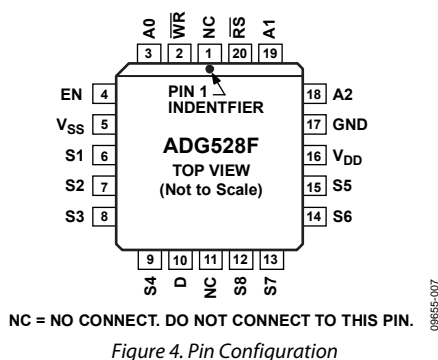 A0 WR NC RS A1
3 2 1 20 19
PIN 1
INDENTFIER
EN 4
VSS 5
S1 6
S2 7
S3 8
ADG528F
TOP VIEW
(Not to Scale)
18 A2
17 GND
16 VDD
15 S5
14 S6
9 10 11 12 13
S4 D NC S8 S7
NC = NO CONNECT. DO NOT CONNECT TO THIS PIN.
09655-007
Figure 4. Pin Configuration